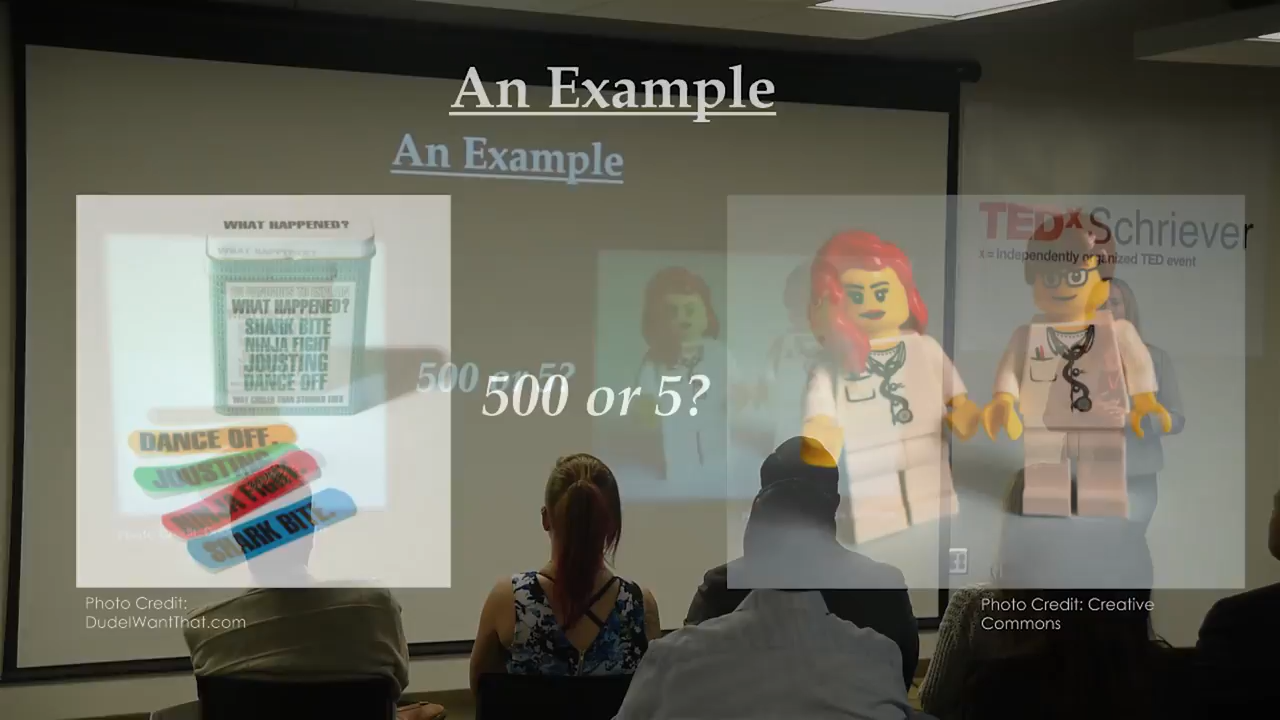 An Example
An Example
WHAT HAPPENED?
WHAT HAPPENED?
SHARK BITE
NINJA FIGHT
JOUSTING
DANCE OFF
DANCE OFF.
JOUSTING.
NINJA FIGHT.
SHARK BITE.
500 or 5?
500 or 5?
TEDx Schriever
x = independently organized TED event
Photo Credit:
DudeIWantThat.com
Photo Credit: Creative
Commons